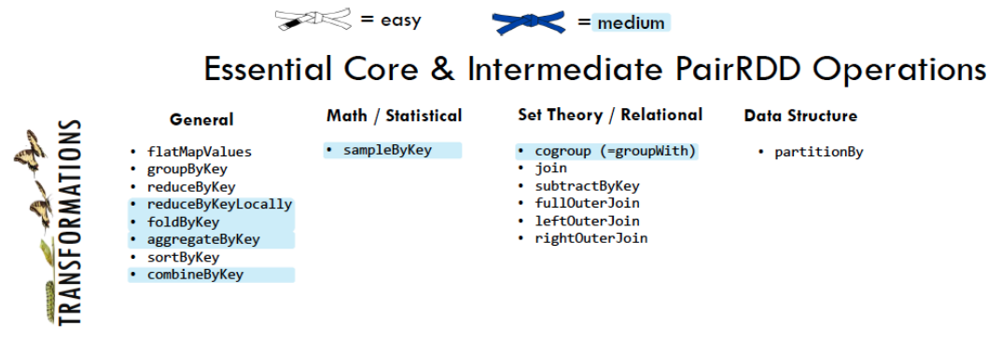 = easy
= medium
Essential Core & Intermediate PairRDD Operations
TRANSFORMATIONS
General
• flatMapValues
• groupByKey
• reduceByKey
• reduceByKeyLocally
• foldByKey
• aggregateByKey
• sortByKey
• combineByKey
Math / Statistical
• sampleByKey
Set Theory / Relational
• cogroup (=groupWith)
• join
• subtractByKey
• fullOuterJoin
• leftOuterJoin
• rightOuterJoin
Data Structure
• partitionBy